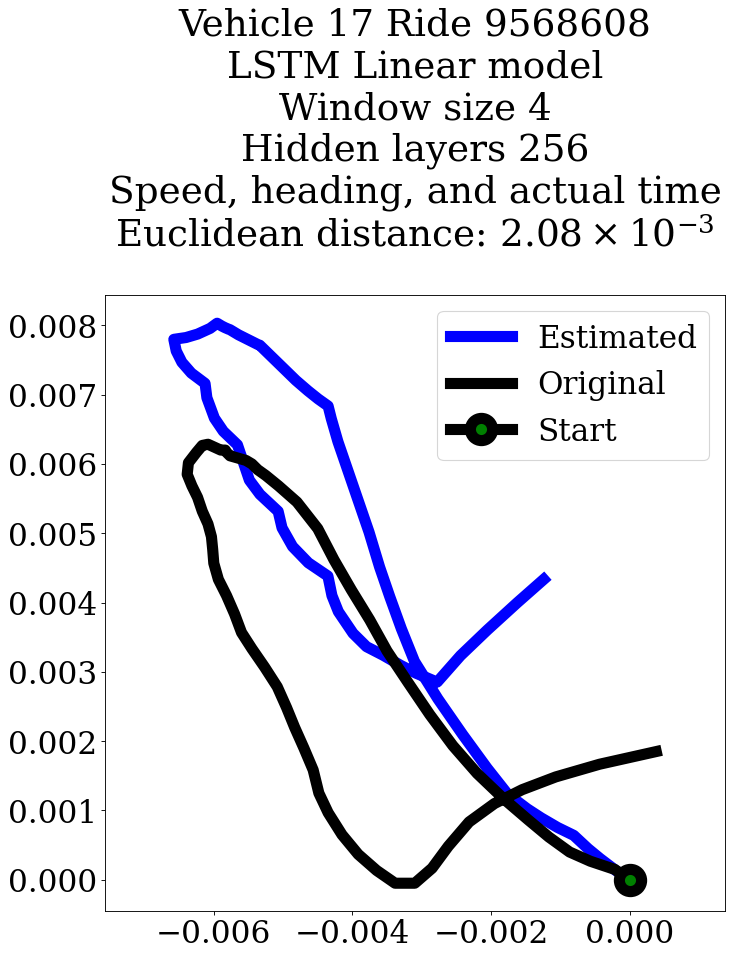 Vehicle 17 Ride 9568608
LSTM Linear model
Window size 4
Hidden layers 256
Speed, heading, and actual time
Euclidean distance: 2.08 × 10⁻³
Estimated
Original
Start
0.008
0.007
0.006
0.005
0.004
0.003
0.002
0.001
0.000
−0.006 −0.004 −0.002 0.000